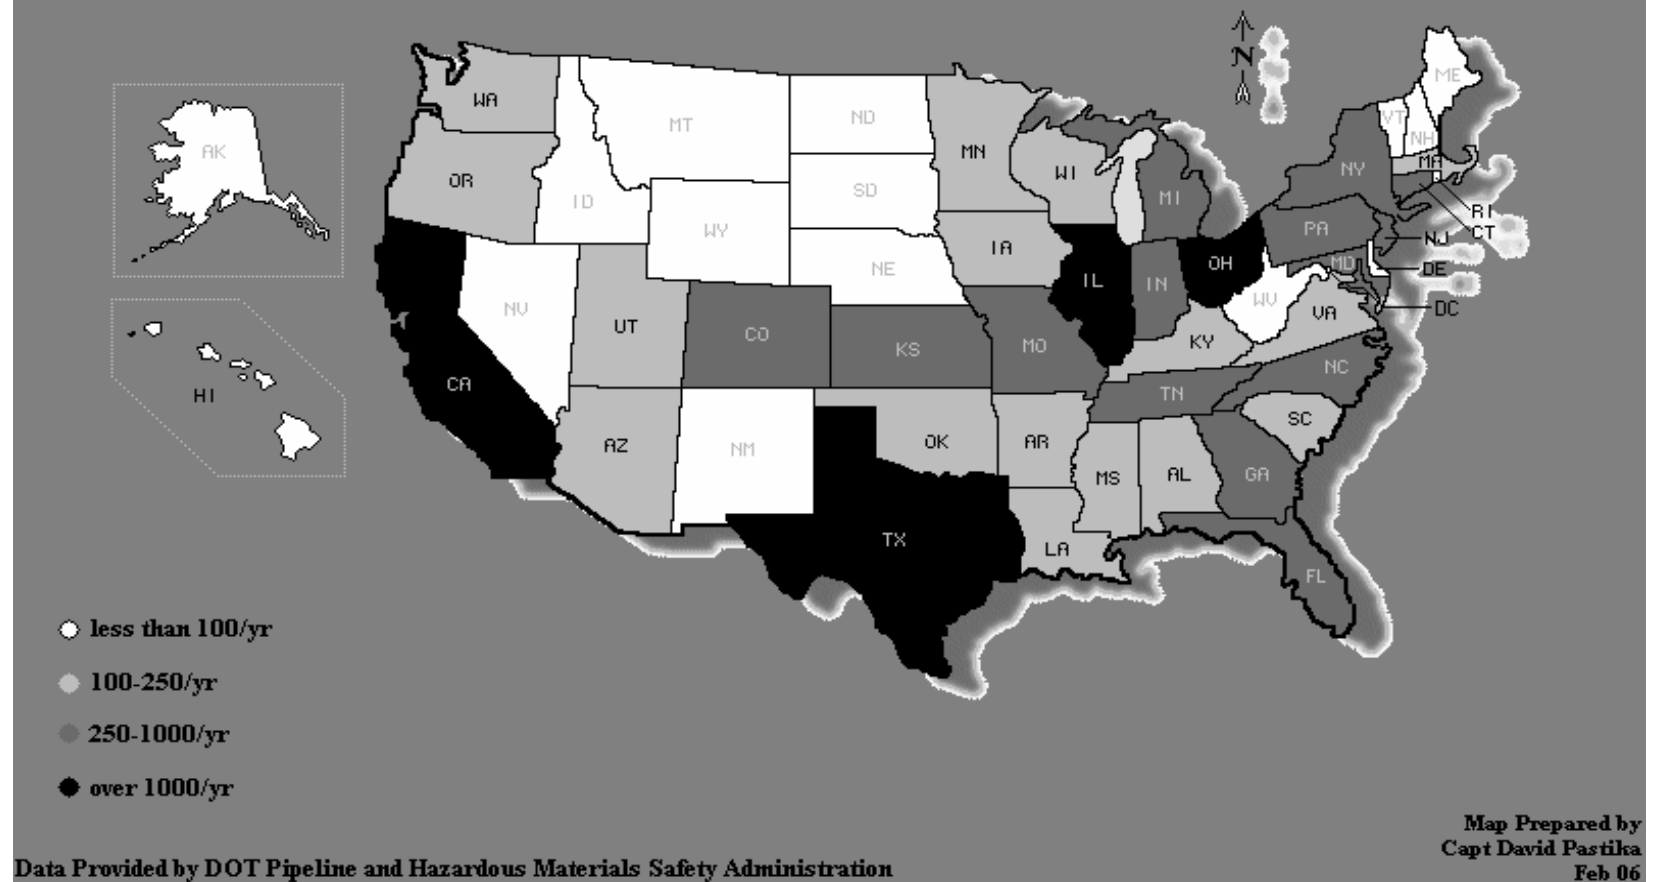 N
ME
WA
MT
ND
VT
NH
MN
MA
AK
OR
ID
SD
WI
MI
NY
RI
WY
PA
CT
NJ
IA
NE
OH
MD
DE
NV
UT
CO
IL
IN
WV
DC
VA
KS
MO
KY
HI
CA
TN
NC
AZ
NM
OK
AR
SC
MS
AL
GA
TX
LA
FL
less than 100/yr
100-250/yr
250-1000/yr
over 1000/yr
Map Prepared by
Capt David Pastika
Feb 06
Data Provided by DOT Pipeline and Hazardous Materials Safety Administration